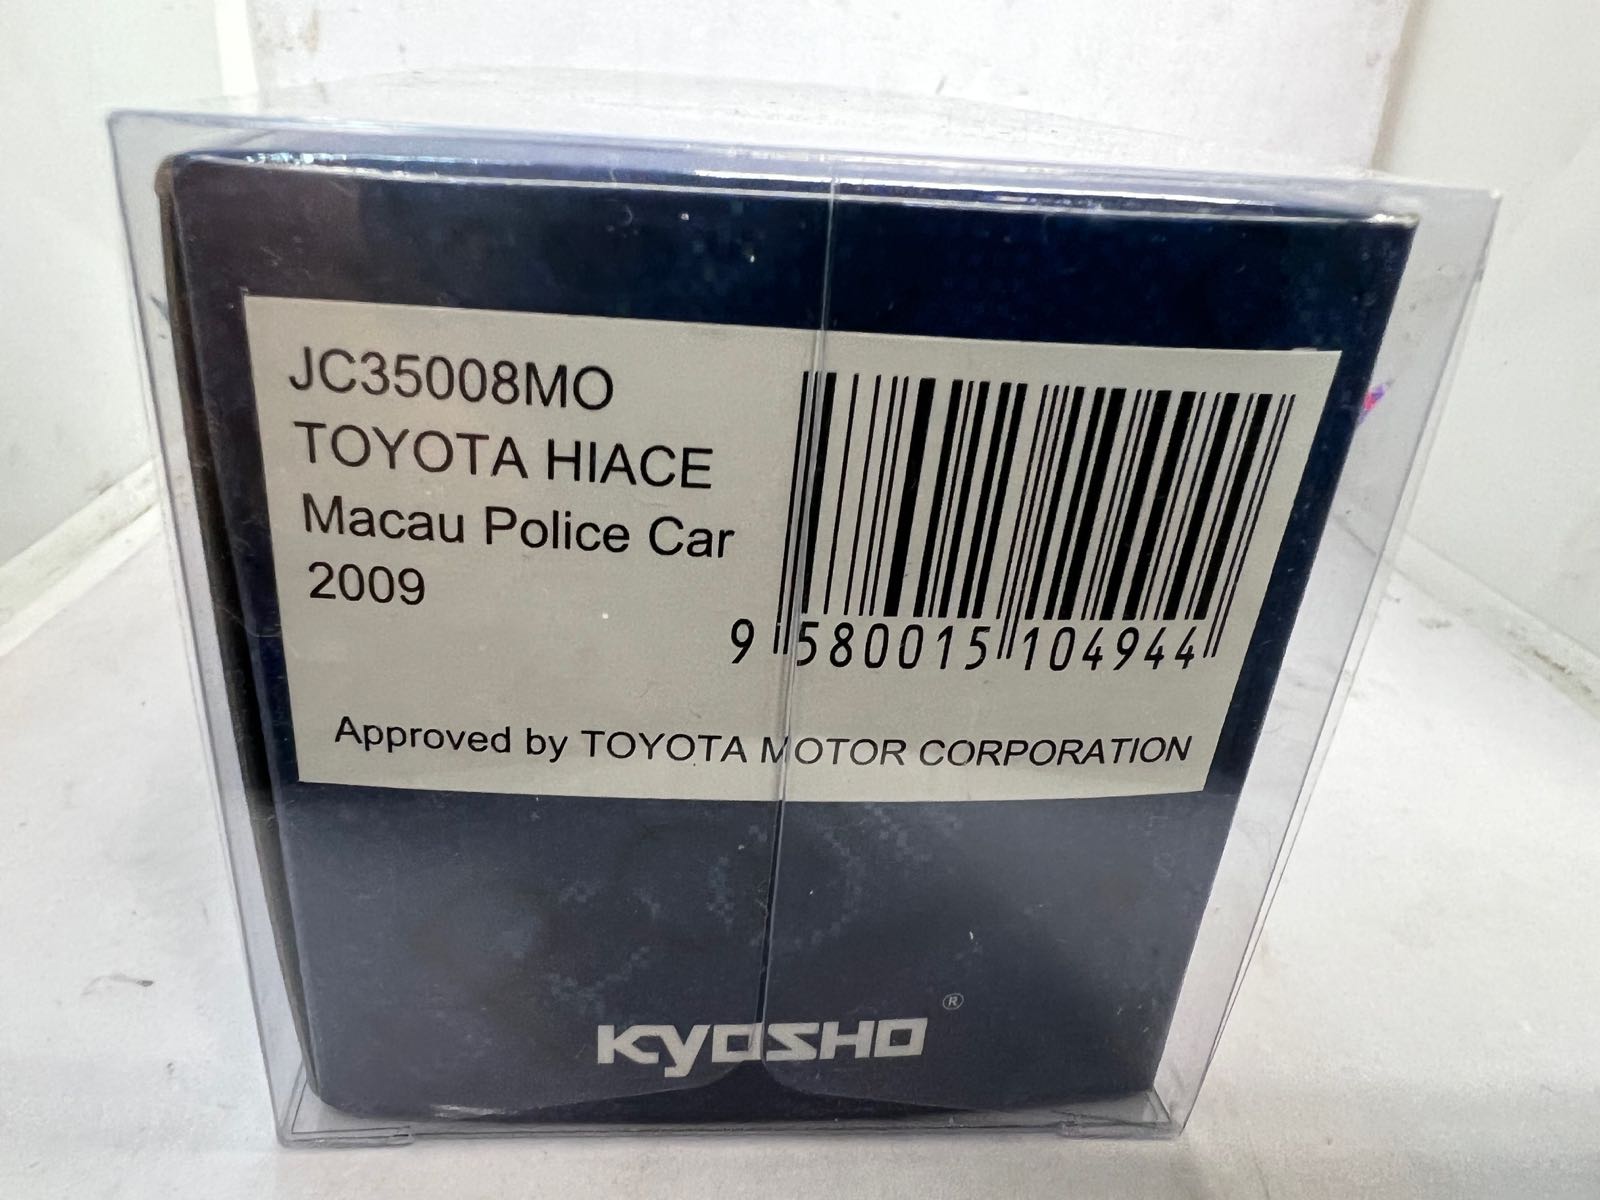 JC35008MO
TOYOTA HIACE
Macau Police Car
2009
9 580015 104944
Approved by TOYOTA MOTOR CORPORATION
KYOSHO ®